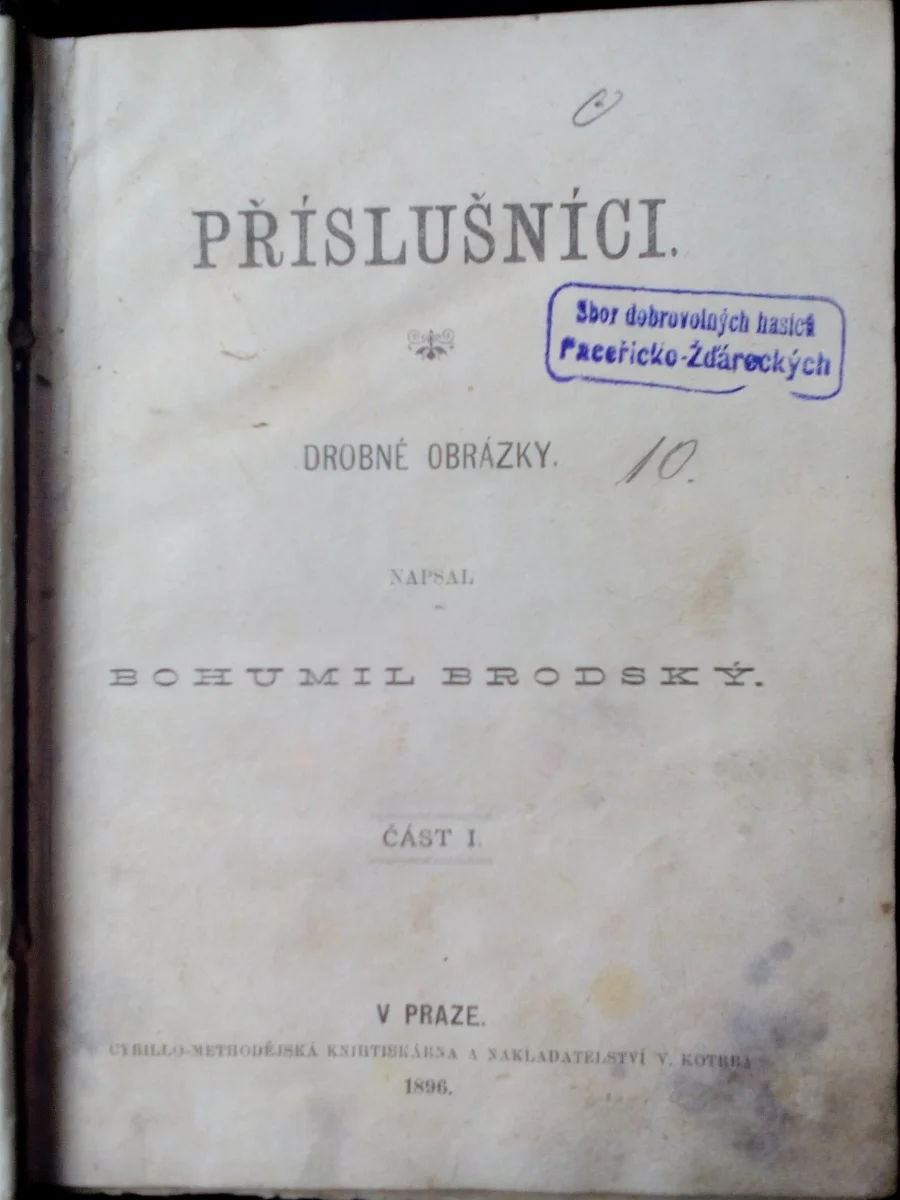 PŘÍSLUŠNÍCI.
Sbor dobrovolných hasičů
Paceřicko-Žďáreckých
DROBNÉ OBRÁZKY.
10.
NAPSAL
BOHUMIL BRODSKÝ.
ČÁST I.
V PRAZE.
CYRILLO-METHODĚJSKÁ KNIHTISKÁRNA A NAKLADATELSTVÍ V. KOTRBA
1896.